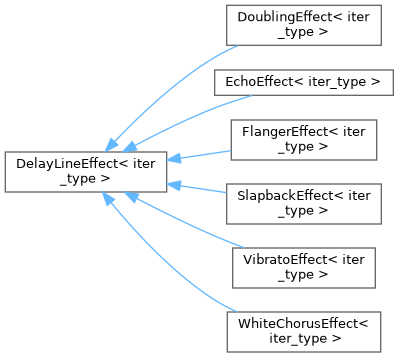 DoublingEffect< iter
_type >
EchoEffect< iter_type >
FlangerEffect< iter
_type >
DelayLineEffect< iter
_type >
SlapbackEffect< iter
_type >
VibratoEffect< iter
_type >
WhiteChorusEffect<
iter_type >